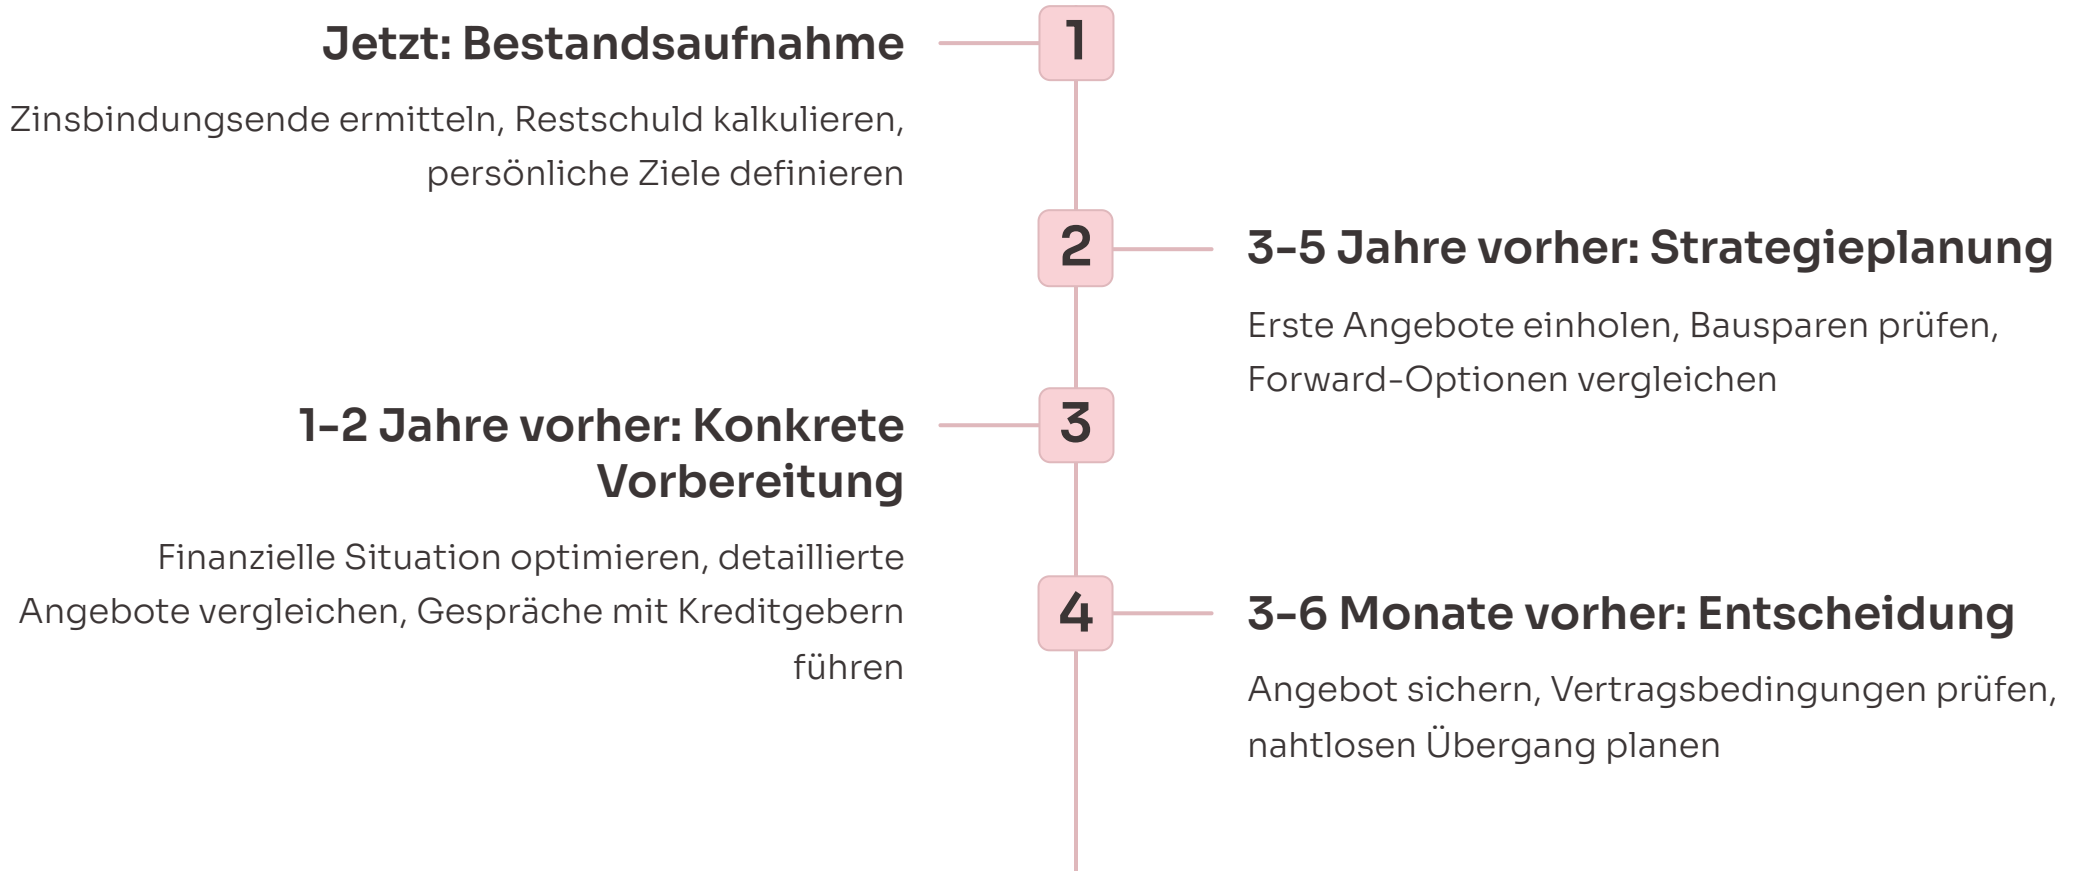 1
Jetzt: Bestandsaufnahme
Zinsbindungsende ermitteln, Restschuld kalkulieren,
persönliche Ziele definieren
2
3-5 Jahre vorher: Strategieplanung
Erste Angebote einholen, Bausparen prüfen,
Forward-Optionen vergleichen
3
1-2 Jahre vorher: Konkrete
Vorbereitung
Finanzielle Situation optimieren, detaillierte
Angebote vergleichen, Gespräche mit Kreditgebern
führen
4
3-6 Monate vorher: Entscheidung
Angebot sichern, Vertragsbedingungen prüfen,
nahtlosen Übergang planen